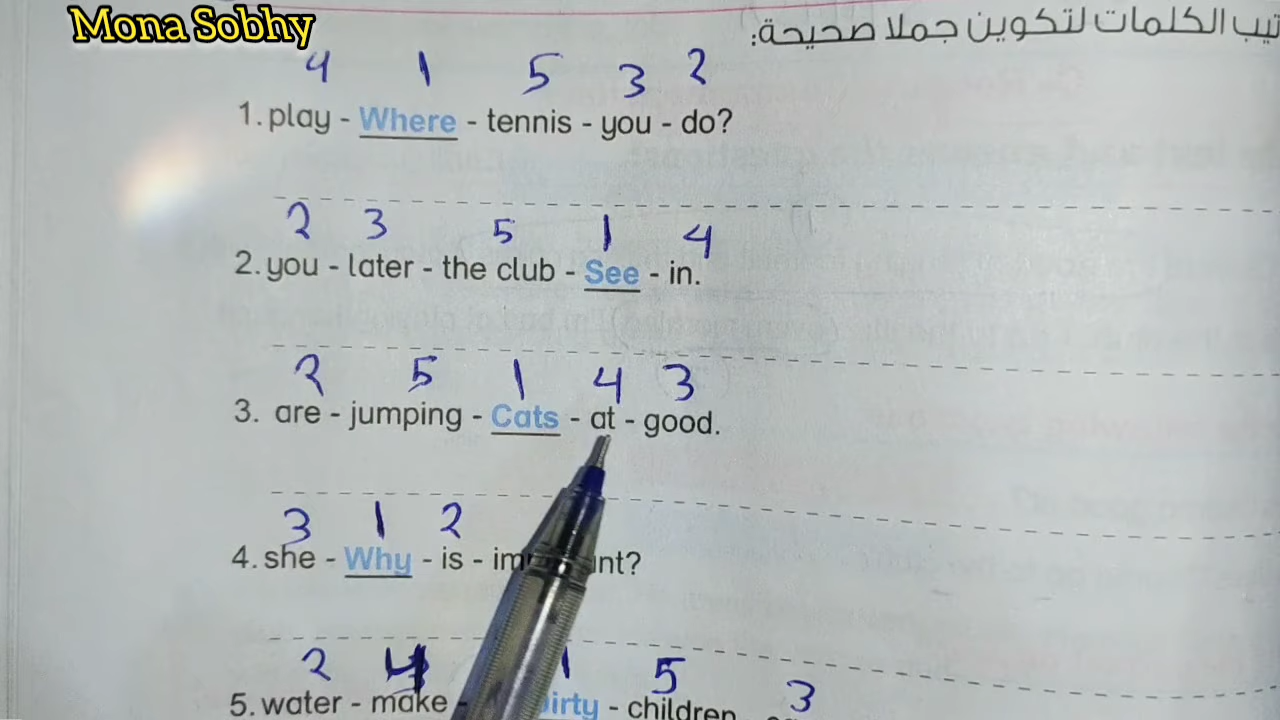 Mona Sobhy
الكلمات لتكوين جملا صحيحة:
4 1 5 3 2
1. play - Where - tennis - you - do?
2 3 5 1 4
2. you - later - the club - See - in.
2 5 1 4 3
3. are - jumping - Cats - at - good.
3 1 2
4. she - Why - is -
2 4 1 5 3
5. water - make - - children